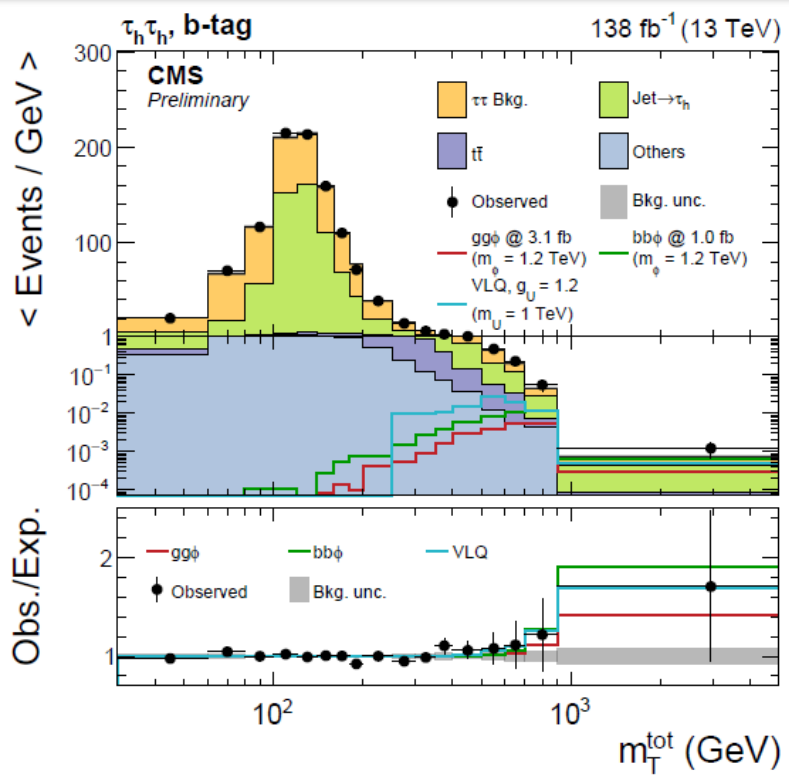 τhτh, b-tag 138 fb⁻¹ (13 TeV)
CMS
Preliminary
ττ Bkg. Jet→τh
tt̄ Others
Observed Bkg. unc.
ggϕ @ 3.1 fb bbϕ @ 1.0 fb
(mϕ = 1.2 TeV) (mϕ = 1.2 TeV)
VLQ, gU = 1.2
(mU = 1 TeV)
< Events / GeV >
300
200
100
1
1
10⁻¹
10⁻²
10⁻³
10⁻⁴
ggϕ bbϕ VLQ
Observed Bkg. unc.
Obs./Exp.
2
1
10² 10³
mT^tot (GeV)